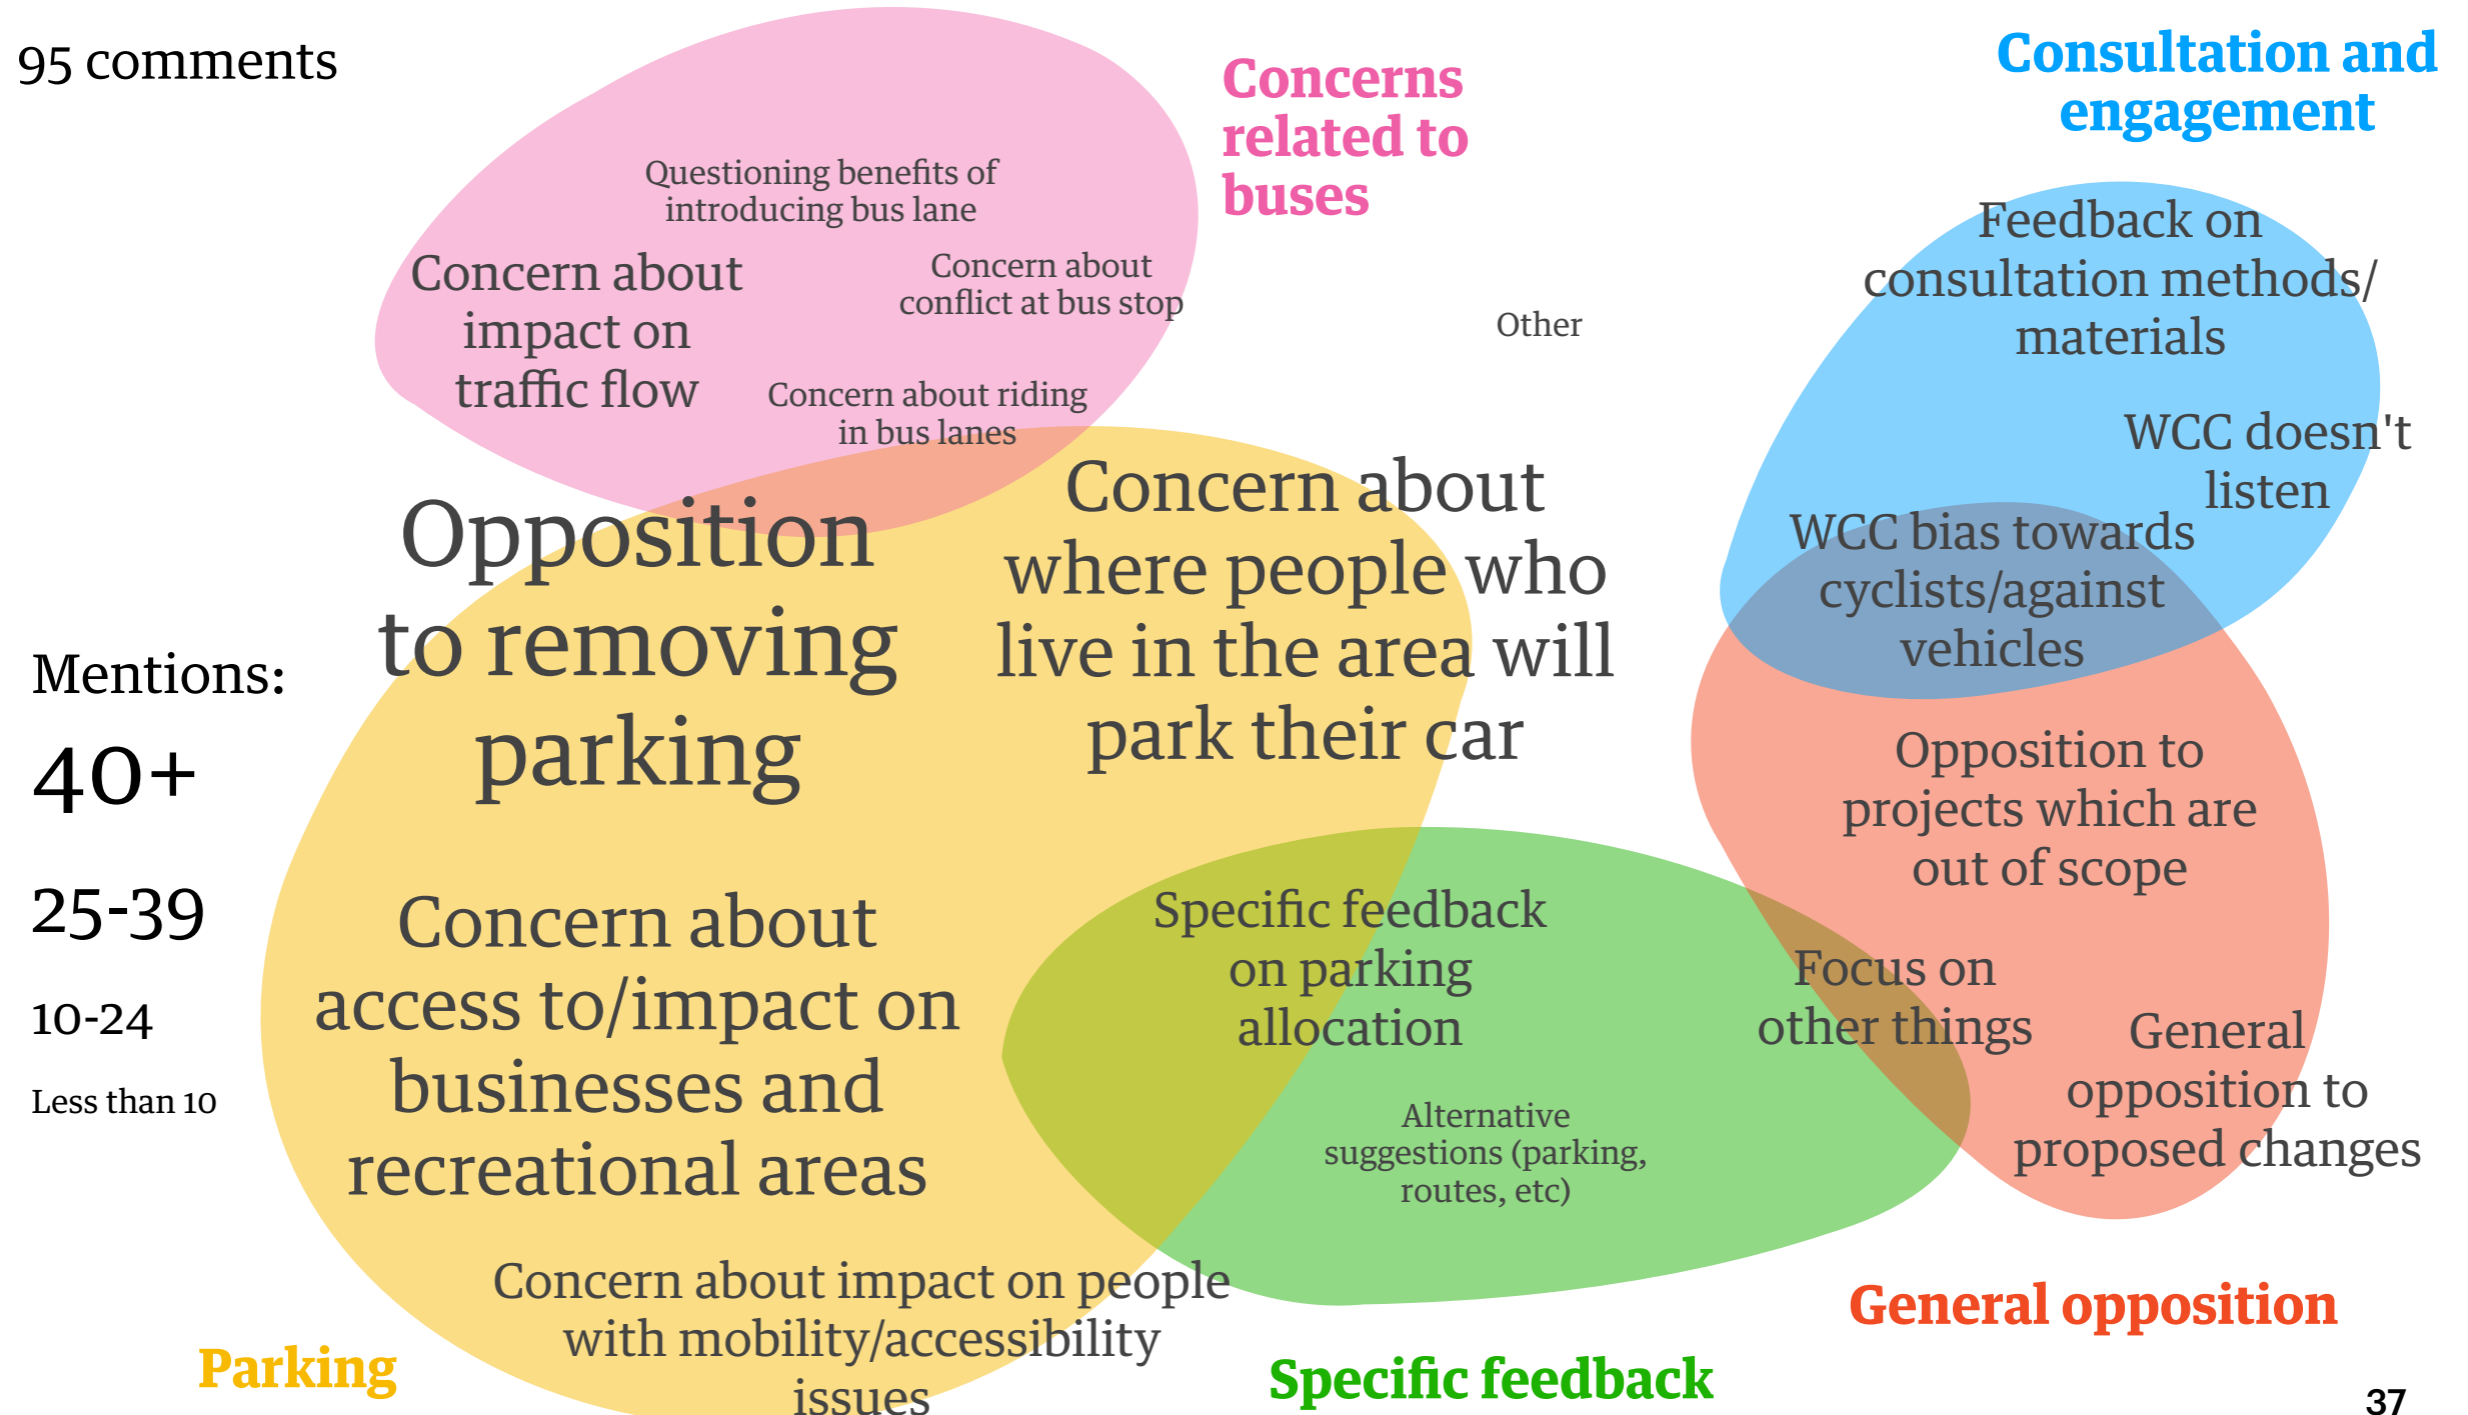 95 comments
Concerns
related to
buses
Consultation and
engagement
Questioning benefits of
introducing bus lane
Concern about
impact on
traffic flow
Concern about
conflict at bus stop
Concern about riding
in bus lanes
Other
Feedback on
consultation methods/
materials
WCC doesn't
listen
WCC bias towards
cyclists/against
vehicles
Opposition
to removing
parking
Concern about
where people who
live in the area will
park their car
Mentions:
40+
25-39
10-24
Less than 10
Opposition to
projects which are
out of scope
Concern about
access to/impact on
businesses and
recreational areas
Specific feedback
on parking
allocation
Focus on
other things
General
opposition to
proposed changes
Alternative
suggestions (parking,
routes, etc)
Concern about impact on people
with mobility/accessibility
issues
Parking
Specific feedback
General opposition
37